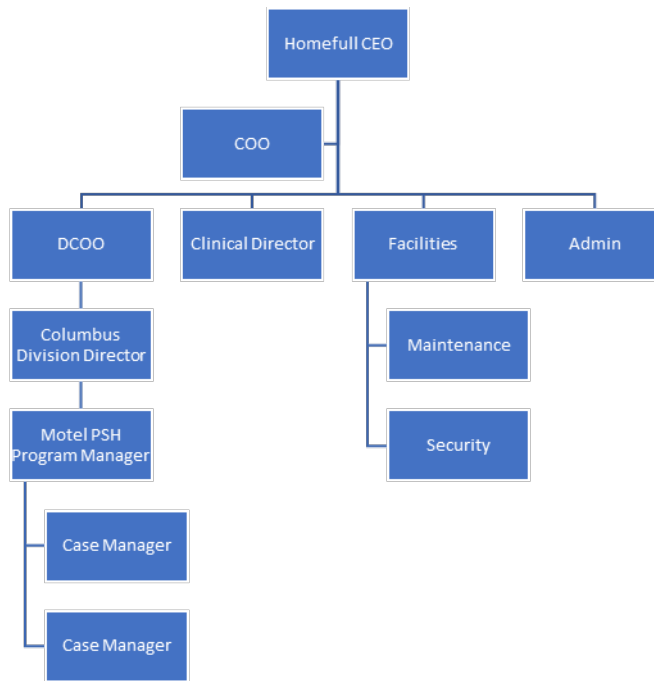 Homefull CEO
COO
DCOO
Clinical Director
Facilities
Admin
Columbus
Division Director
Maintenance
Motel PSH
Program Manager
Security
Case Manager
Case Manager